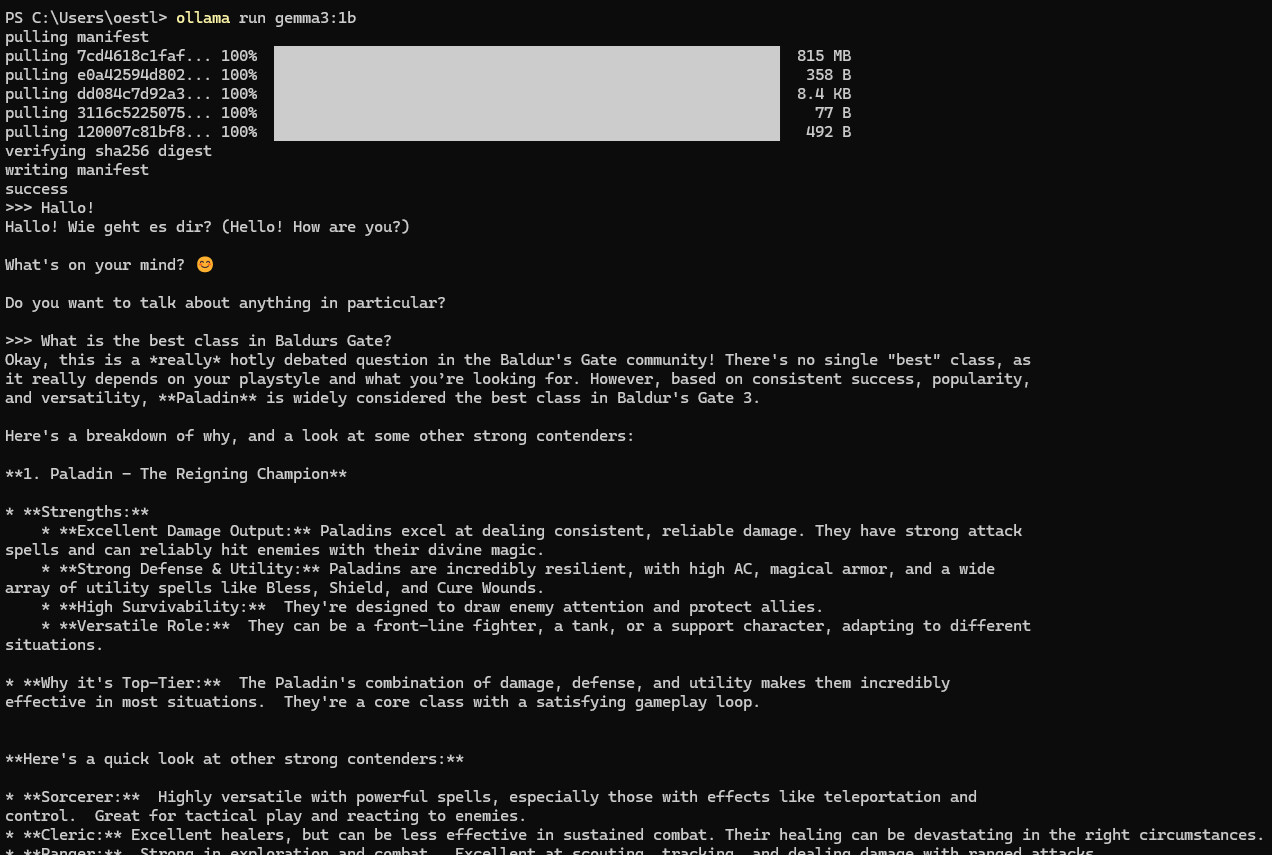 PS C:\Users\oestl> ollama run gemma3:1b
pulling manifest
pulling 7cd4618c1faf... 100% 815 MB
pulling e0a42594d802... 100% 358 B
pulling dd084c7d92a3... 100% 8.4 KB
pulling 3116c5225075... 100% 77 B
pulling 120007c81bf8... 100% 492 B
verifying sha256 digest
writing manifest
success
>>> Hallo!
Hallo! Wie geht es dir? (Hello! How are you?)
What's on your mind? 😊
Do you want to talk about anything in particular?
>>> What is the best class in Baldurs Gate?
Okay, this is a *really* hotly debated question in the Baldur's Gate community! There's no single "best" class, as
it really depends on your playstyle and what you’re looking for. However, based on consistent success, popularity,
and versatility, **Paladin** is widely considered the best class in Baldur's Gate 3.
Here's a breakdown of why, and a look at some other strong contenders:
**1. Paladin – The Reigning Champion**
* **Strengths:**
* **Excellent Damage Output:** Paladins excel at dealing consistent, reliable damage. They have strong attack
spells and can reliably hit enemies with their divine magic.
* **Strong Defense & Utility:** Paladins are incredibly resilient, with high AC, magical armor, and a wide
array of utility spells like Bless, Shield, and Cure Wounds.
* **High Survivability:**  They're designed to draw enemy attention and protect allies.
* **Versatile Role:**  They can be a front-line fighter, a tank, or a support character, adapting to different
situations.
* **Why it's Top-Tier:**  The Paladin's combination of damage, defense, and utility makes them incredibly
effective in most situations.  They're a core class with a satisfying gameplay loop.
**Here's a quick look at other strong contenders:**
* **Sorcerer:**  Highly versatile with powerful spells, especially those with effects like teleportation and
control.  Great for tactical play and reacting to enemies.
* **Cleric:** Excellent healers, but can be less effective in sustained combat. Their healing can be devastating in the right circumstances.
* **Ranger:**  Strong in exploration and combat.  Excellent at scouting, tracking, and dealing damage with ranged attacks.